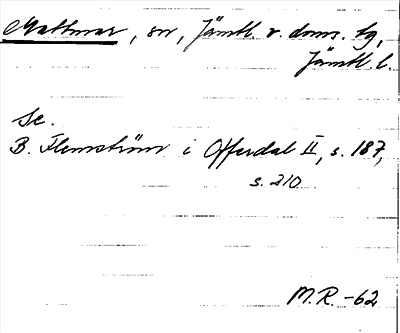 Mattmar, sn, Jämtl. v. doms. tg,
Jämtl. l.
Se.
B. Flemström i Offerdal II, s. 187,
s. 210
M.R. -62